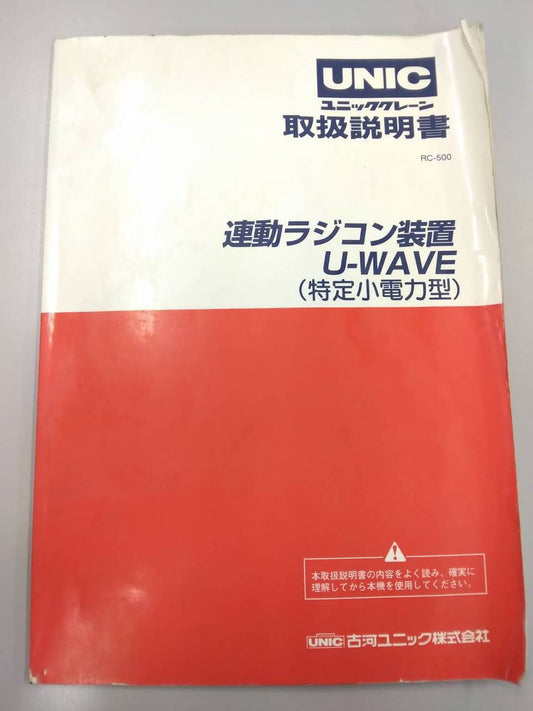 UNIC
ユニッククレーン
取扱説明書
RC-500
連動ラジコン装置
U-WAVE
（特定小電力型）
本取扱説明書の内容をよく読み、確実に
理解してから本機を使用してください。
UNIC 古河ユニック株式会社